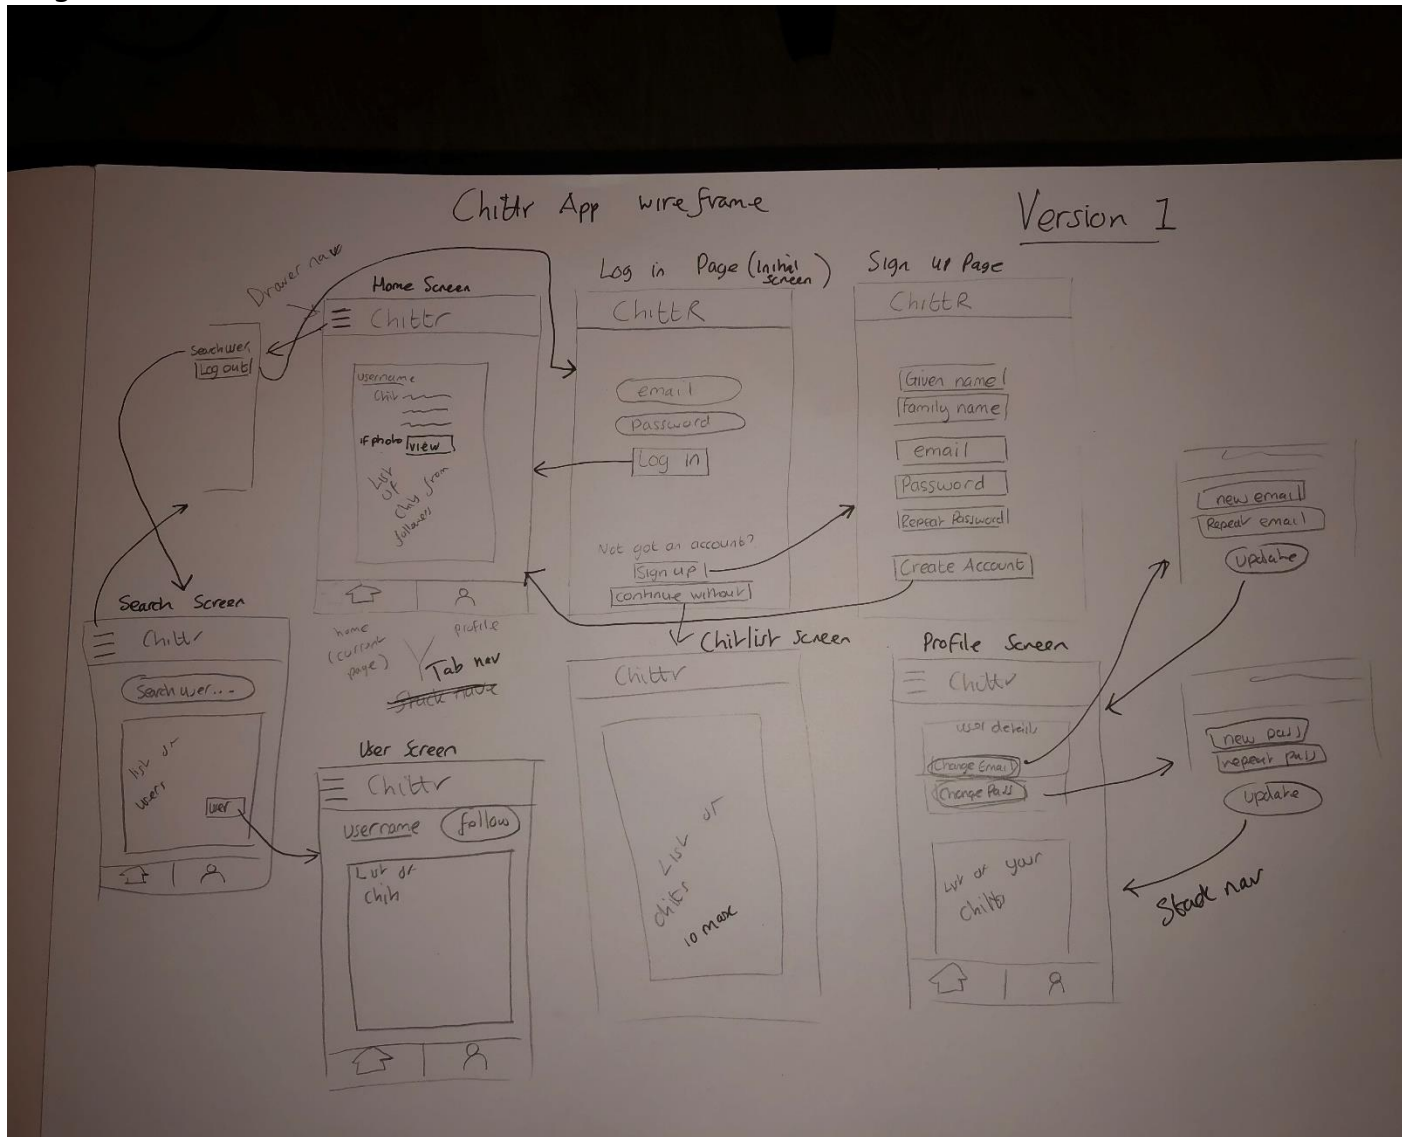 Chittr App wireframe
Version 1
Drawer nav
Search user
Log out
Home Screen
Chittr
username
Chit
if photo view
List
of
Chits from
followers
home
(current
page)
profile
Tab nav
Stack nav
Log in Page (Initial
screen)
ChittR
email
Password
Log in
Not got an account?
Sign up
continue without
Sign up Page
ChittR
Given name
family name
email
Password
Repeat Password
Create Account
new email
Repeat email
Update
Search Screen
Chittr
Search user...
list of
users
user
User Screen
Chittr
username
follow
List of
Chits
Chitlist screen
Chittr
List of
Chits
10 max
Profile Screen
Chittr
user details
Change Email
Change Pass
List of your
Chitts
new pass
repeat pass
Update
Stack nav